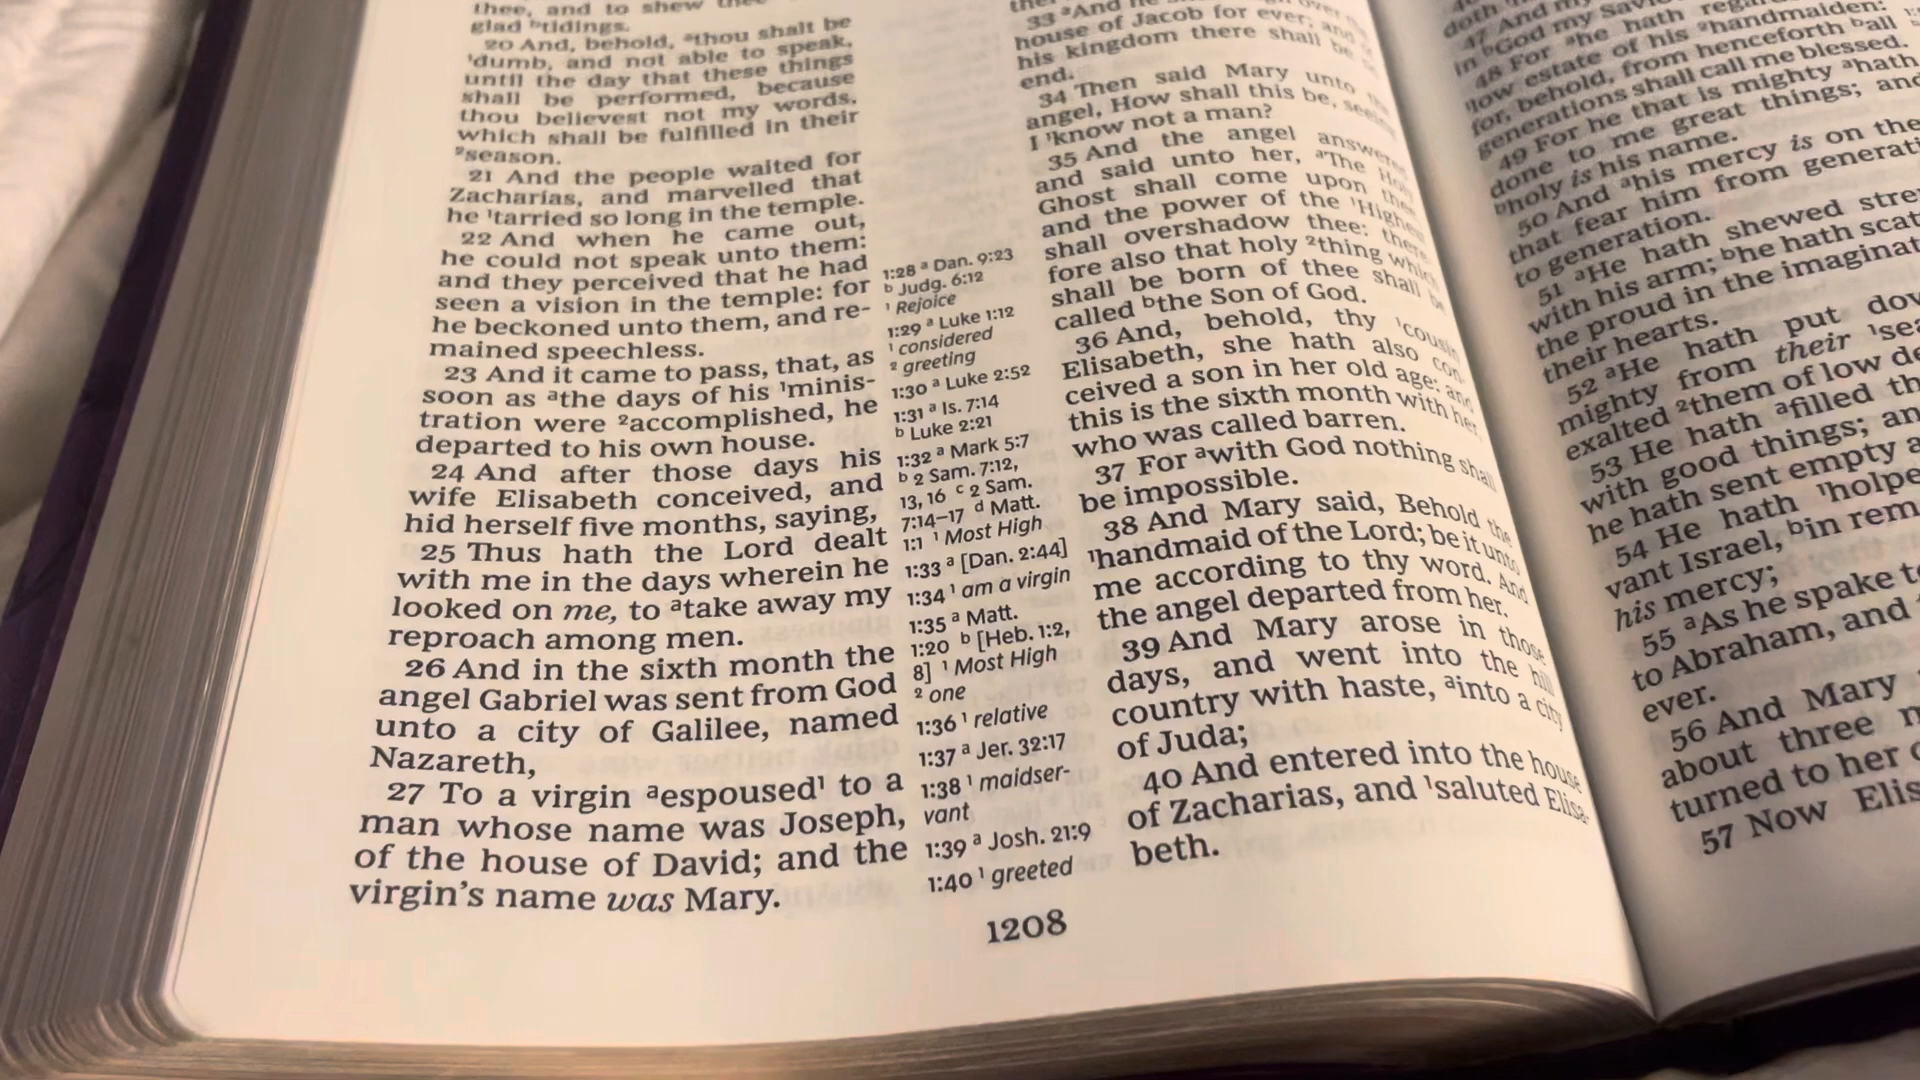 thee, and to shew
glad ᵇtidings.
20 And, behold, ᵃthou shalt be
¹dumb, and not able to speak,
until the day that these things
shall be performed, because
thou believest not my words,
which shall be fulfilled in their
²season.
21 And the people waited for
Zacharias, and marvelled that
he ¹tarried so long in the temple.
22 And when he came out,
he could not speak unto them:
and they perceived that he had
seen a vision in the temple: for
he beckoned unto them, and re-
mained speechless.
23 And it came to pass, that, as
soon as ᵃthe days of his ¹minis-
tration were ²accomplished, he
departed to his own house.
24 And after those days his
wife Elisabeth conceived, and
hid herself five months, saying,
25 Thus hath the Lord dealt
with me in the days wherein he
looked on me, to ᵃtake away my
reproach among men.
26 And in the sixth month the
angel Gabriel was sent from God
unto a city of Galilee, named
Nazareth,
27 To a virgin ᵃespoused¹ to a
man whose name was Joseph,
of the house of David; and the
virgin's name was Mary.
1:28 ᵃ Dan. 9:23
ᵇ Judg. 6:12
¹ Rejoice
1:29 ᵃ Luke 1:12
¹ considered
² greeting
1:30 ᵃ Luke 2:52
1:31 ᵃ Is. 7:14
ᵇ Luke 2:21
1:32 ᵃ Mark 5:7
ᵇ 2 Sam. 7:12,
13, 16 ᶜ 2 Sam.
7:14–17 ᵈ Matt.
1:1 ¹ Most High
1:33 ᵃ [Dan. 2:44]
1:34 ¹ am a virgin
1:35 ᵃ Matt.
1:20 ᵇ [Heb. 1:2,
8] ¹ Most High
² one
1:36 ¹ relative
1:37 ᵃ Jer. 32:17
1:38 ¹ maidser-
vant
1:39 ᵃ Josh. 21:9
1:40 ¹ greeted
33 ᵃAnd he
house of Jacob for ever; and of
his kingdom there shall be
end.
34 Then said Mary unto
angel, How shall this be, seeing
I ¹know not a man?
35 And the angel answered
and said unto her, ᵃThe Holy
Ghost shall come upon thee,
and the power of the ¹Highest
shall overshadow thee: there-
fore also that holy ²thing which
shall be born of thee shall be
called ᵇthe Son of God.
36 And, behold, thy ¹cousin
Elisabeth, she hath also con-
ceived a son in her old age: and
this is the sixth month with her,
who was called barren.
37 For ᵃwith God nothing shall
be impossible.
38 And Mary said, Behold the
¹handmaid of the Lord; be it unto
me according to thy word. And
the angel departed from her.
39 And Mary arose in those
days, and went into the hill
country with haste, ᵃinto a city
of Juda;
40 And entered into the house
of Zacharias, and ¹saluted Elisa-
beth.
1208
doth
47 And my
in ᵇGod my
48 For ᵃhe hath
low estate of his ᵃhandmaiden:
for, behold, from henceforth ᵇall
generations shall call me blessed.
49 For he that is mighty ᵃhath
done to me great things; and
ᵇholy is his name.
50 And ᵃhis mercy is on
that fear him from
to generation.
51 ᵃHe hath shewed
with his arm; ᵇhe hath
the proud in the
their hearts.
52 ᵃHe hath put
mighty from their
exalted ²them of low
53 He hath ᵃfilled
with good things;
he hath sent empty
54 He hath ¹holpe
vant Israel, ᵇin rem
his mercy;
55 ᵃAs he spake
to Abraham, and
ever.
56 And Mary
about three
turned to her
57 Now Elis